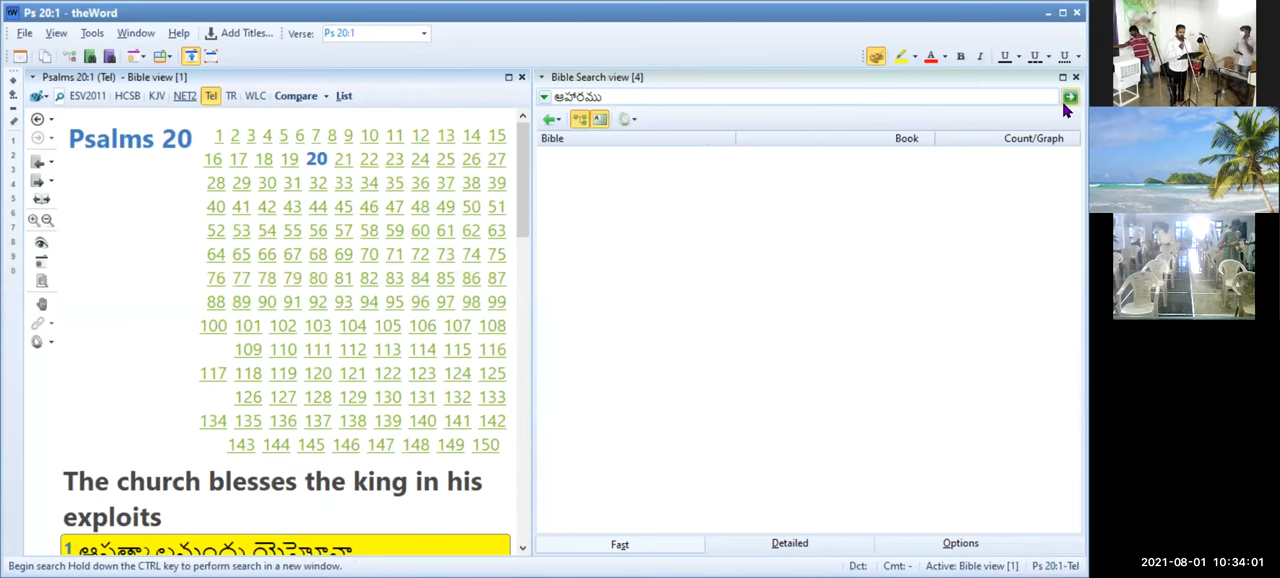 Ps 20:1 - theWord
File View Tools Window Help Add Titles... Verse: Ps 20:1
Psalms 20:1 (Tel) - Bible view [1]
ESV2011 HCSB KJV NET2 Tel TR WLC Compare List
Psalms 20
1 2 3 4 5 6 7 8 9 10 11 12 13 14 15
16 17 18 19 20 21 22 23 24 25 26 27
28 29 30 31 32 33 34 35 36 37 38 39
40 41 42 43 44 45 46 47 48 49 50 51
52 53 54 55 56 57 58 59 60 61 62 63
64 65 66 67 68 69 70 71 72 73 74 75
76 77 78 79 80 81 82 83 84 85 86 87
88 89 90 91 92 93 94 95 96 97 98 99
100 101 102 103 104 105 106 107 108
109 110 111 112 113 114 115 116
117 118 119 120 121 122 123 124 125
126 127 128 129 130 131 132 133
134 135 136 137 138 139 140 141 142
143 144 145 146 147 148 149 150
The church blesses the king in his
exploits
1
Bible Search view [4]
ఆహారము
Bible Book Count/Graph
Fast Detailed Options
Begin search Hold down the CTRL key to perform search in a new window.
Dct: Cmt: - Active: Bible view [1] Ps 20:1-Tel
2021-08-01 10:34:01